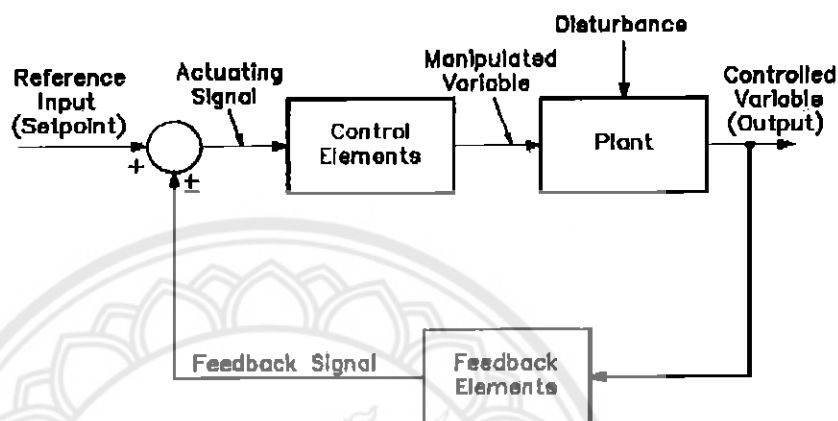 Disturbance
Reference
Input
(Setpoint)
Actuating
Signal
Manipulated
Variable
Controlled
Variable
(Output)
Control
Elements
Plant
+
±
Feedback Signal
Feedback
Elements